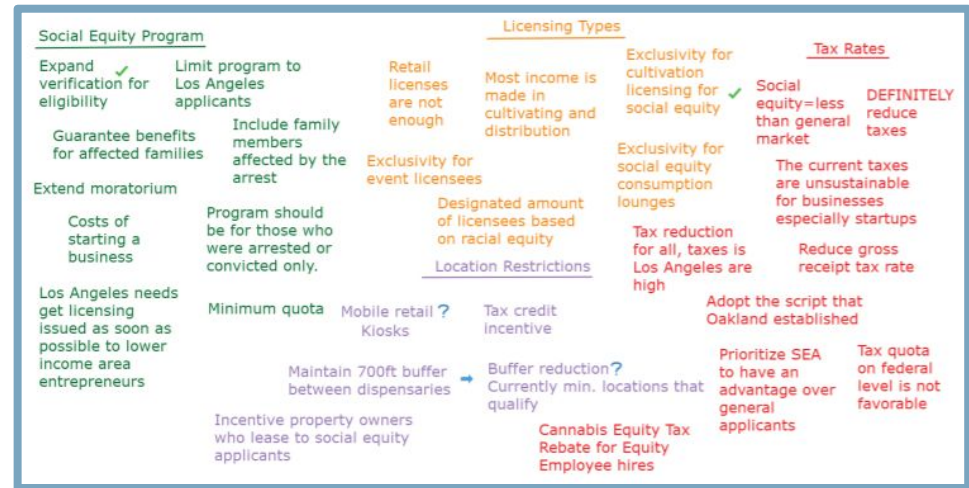 Social Equity Program
Expand
verification for
eligibility
Limit program to
Los Angeles
applicants
Guarantee benefits
for affected families
Include family
members
affected by the
arrest
Extend moratorium
Costs of
starting a
business
Program should
be for those who
were arrested or
convicted only.
Los Angeles needs
get licensing
issued as soon as
possible to lower
income area
entrepreneurs
Minimum quota
Licensing Types
Retail
licenses
are not
enough
Most income is
made in
cultivating and
distribution
Exclusivity for
cultivation
licensing for
social equity
Exclusivity for
event licensees
Exclusivity for
social equity
consumption
lounges
Designated amount
of licensees based
on racial equity
Location Restrictions
Mobile retail ?
Kiosks
Tax credit
incentive
Maintain 700ft buffer
between dispensaries
Buffer reduction?
Currently min. locations that
qualify
Incentive property owners
who lease to social equity
applicants
Tax Rates
Social
equity=less
than general
market
DEFINITELY
reduce
taxes
The current taxes
are unsustainable
for businesses
especially startups
Tax reduction
for all, taxes is
Los Angeles are
high
Reduce gross
receipt tax rate
Adopt the script that
Oakland established
Prioritize SEA
to have an
advantage over
general
applicants
Tax quota
on federal
level is not
favorable
Cannabis Equity Tax
Rebate for Equity
Employee hires